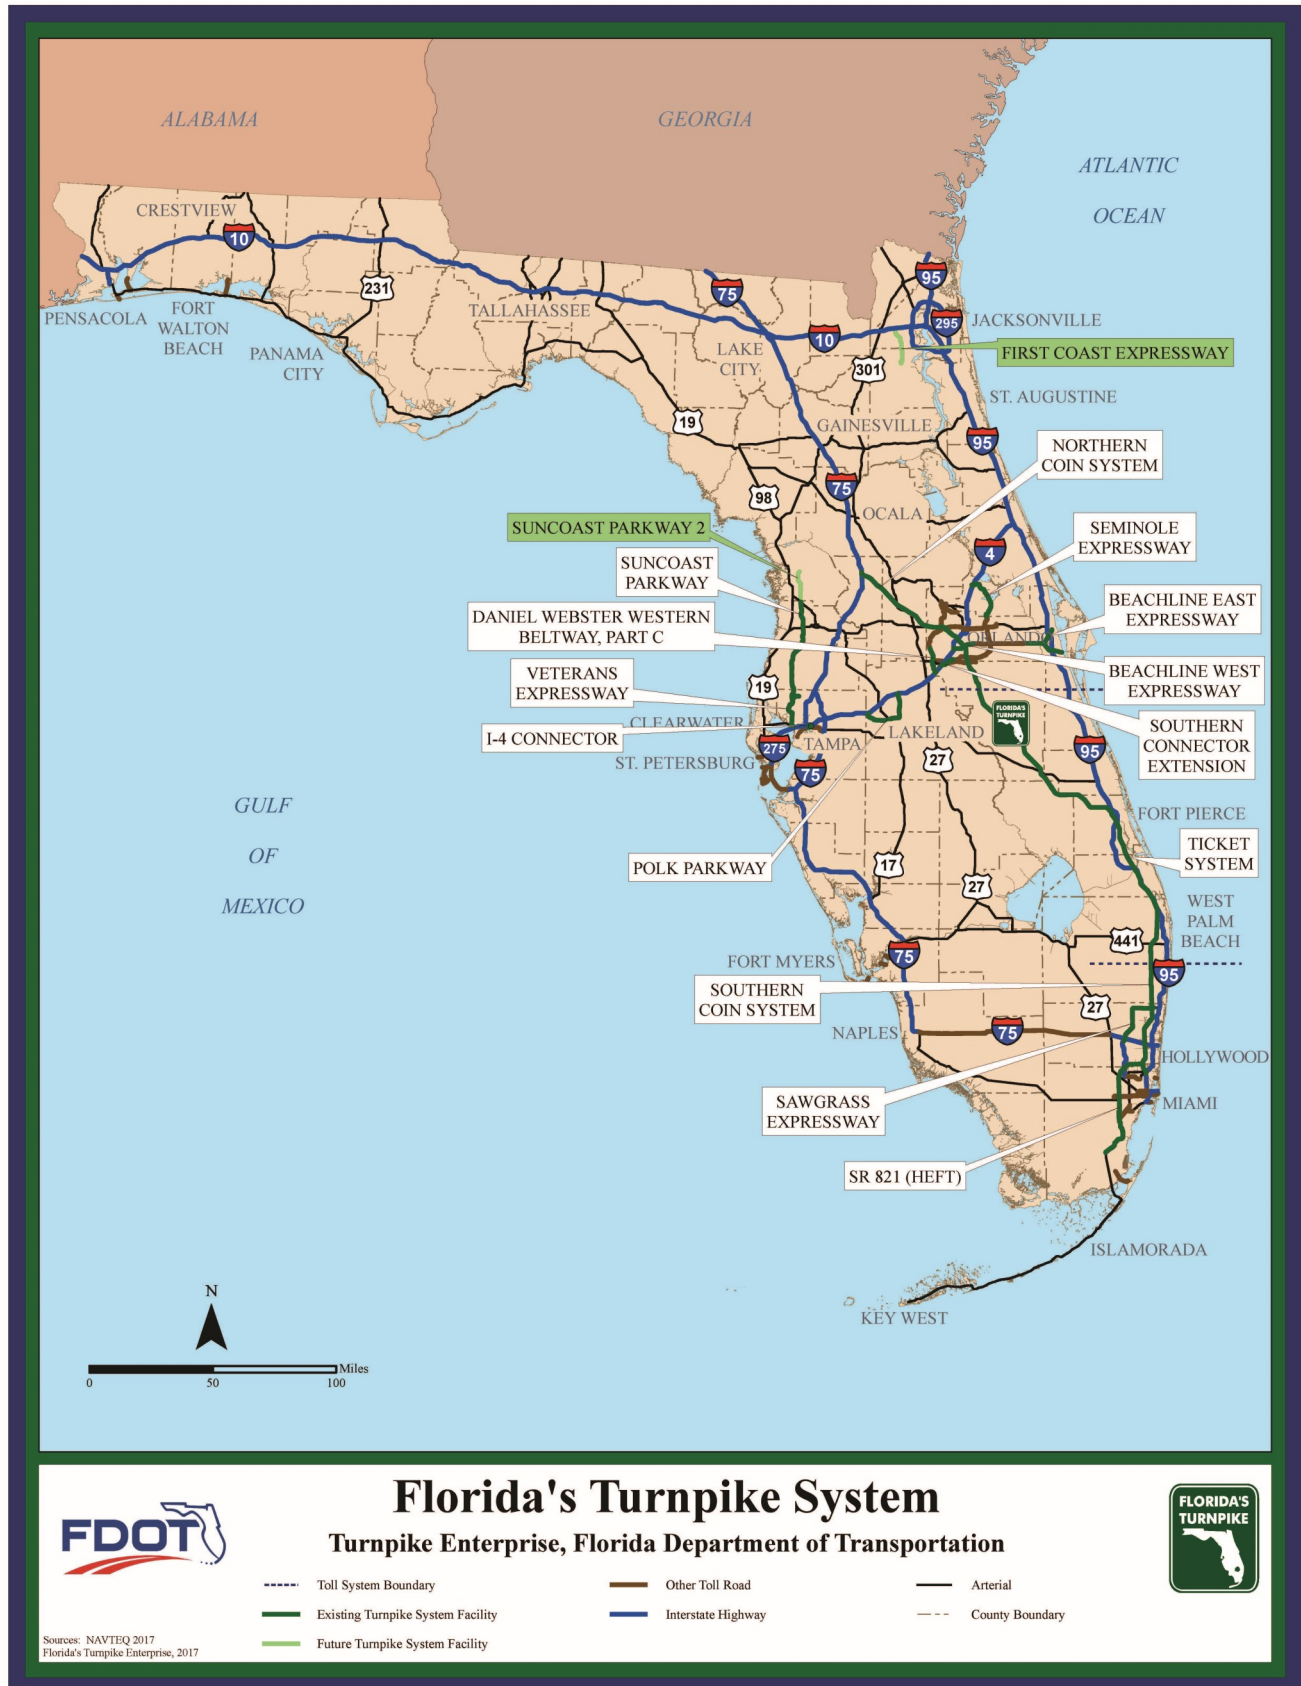 ALABAMA
GEORGIA
ATLANTIC
OCEAN
CRESTVIEW
10
231
PENSACOLA
FORT
WALTON
BEACH
PANAMA
CITY
TALLAHASSEE
75
LAKE
CITY
10
95
295
JACKSONVILLE
FIRST COAST EXPRESSWAY
301
ST. AUGUSTINE
19
GAINESVILLE
95
NORTHERN
COIN SYSTEM
75
98
OCALA
SUNCOAST PARKWAY 2
4
SEMINOLE
EXPRESSWAY
SUNCOAST
PARKWAY
DANIEL WEBSTER WESTERN
BELTWAY, PART C
BEACHLINE EAST
EXPRESSWAY
ORLANDO
BEACHLINE WEST
EXPRESSWAY
VETERANS
EXPRESSWAY
19
CLEARWATER
FLORIDA'S
TURNPIKE
I-4 CONNECTOR
275
TAMPA
LAKELAND
SOUTHERN
CONNECTOR
EXTENSION
ST. PETERSBURG
75
27
95
GULF
OF
MEXICO
FORT PIERCE
TICKET
SYSTEM
POLK PARKWAY
17
27
WEST
PALM
BEACH
441
FORT MYERS
75
95
SOUTHERN
COIN SYSTEM
27
NAPLES
75
HOLLYWOOD
SAWGRASS
EXPRESSWAY
MIAMI
SR 821 (HEFT)
ISLAMORADA
KEY WEST
N
Miles
0 50 100
FDOT
Florida's Turnpike System
Turnpike Enterprise, Florida Department of Transportation
FLORIDA'S
TURNPIKE
Toll System Boundary
Other Toll Road
Arterial
Existing Turnpike System Facility
Interstate Highway
County Boundary
Future Turnpike System Facility
Sources: NAVTEQ 2017
Florida's Turnpike Enterprise, 2017